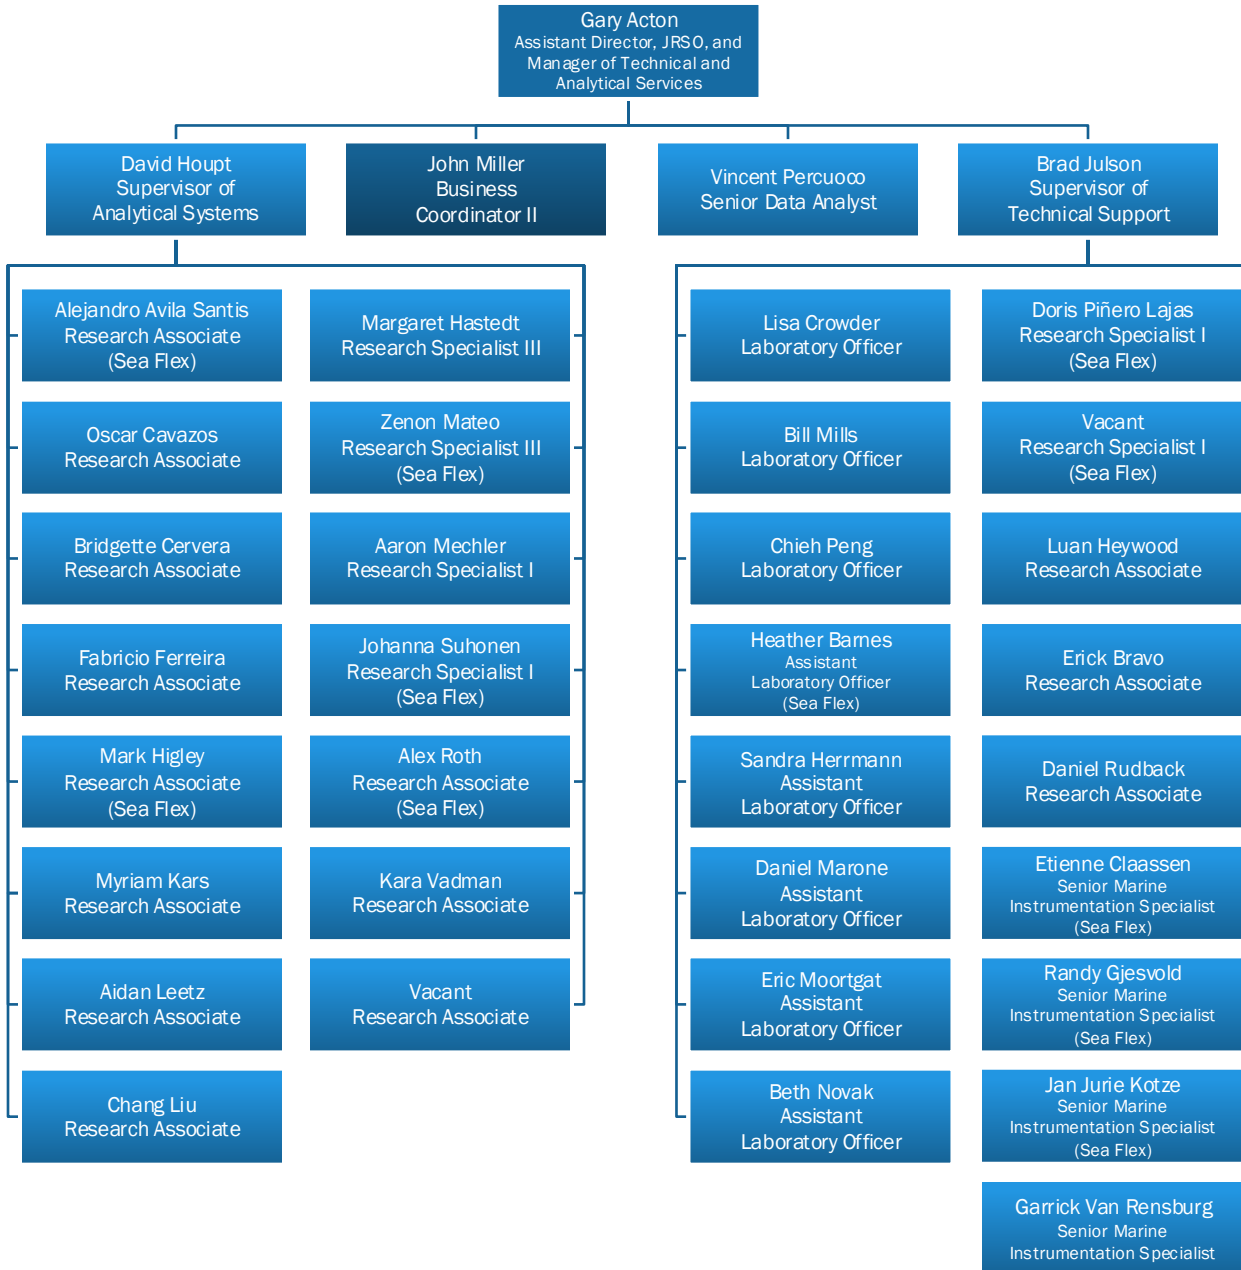 Gary Acton
Assistant Director, JRSO, and
Manager of Technical and
Analytical Services
David Houpt
Supervisor of
Analytical Systems
John Miller
Business
Coordinator II
Vincent Percuoco
Senior Data Analyst
Brad Julson
Supervisor of
Technical Support
Alejandro Avila Santis
Research Associate
(Sea Flex)
Oscar Cavazos
Research Associate
Bridgette Cervera
Research Associate
Fabricio Ferreira
Research Associate
Mark Higley
Research Associate
(Sea Flex)
Myriam Kars
Research Associate
Aidan Leetz
Research Associate
Chang Liu
Research Associate
Margaret Hastedt
Research Specialist III
Zenon Mateo
Research Specialist III
(Sea Flex)
Aaron Mechler
Research Specialist I
Johanna Suhonen
Research Specialist I
(Sea Flex)
Alex Roth
Research Associate
(Sea Flex)
Kara Vadman
Research Associate
Vacant
Research Associate
Lisa Crowder
Laboratory Officer
Bill Mills
Laboratory Officer
Chieh Peng
Laboratory Officer
Heather Barnes
Assistant
Laboratory Officer
(Sea Flex)
Sandra Herrmann
Assistant
Laboratory Officer
Daniel Marone
Assistant
Laboratory Officer
Eric Moortgat
Assistant
Laboratory Officer
Beth Novak
Assistant
Laboratory Officer
Doris Piñero Lajas
Research Specialist I
(Sea Flex)
Vacant
Research Specialist I
(Sea Flex)
Luan Heywood
Research Associate
Erick Bravo
Research Associate
Daniel Rudback
Research Associate
Etienne Claassen
Senior Marine
Instrumentation Specialist
(Sea Flex)
Randy Gjesvold
Senior Marine
Instrumentation Specialist
(Sea Flex)
Jan Jurie Kotze
Senior Marine
Instrumentation Specialist
(Sea Flex)
Garrick Van Rensburg
Senior Marine
Instrumentation Specialist